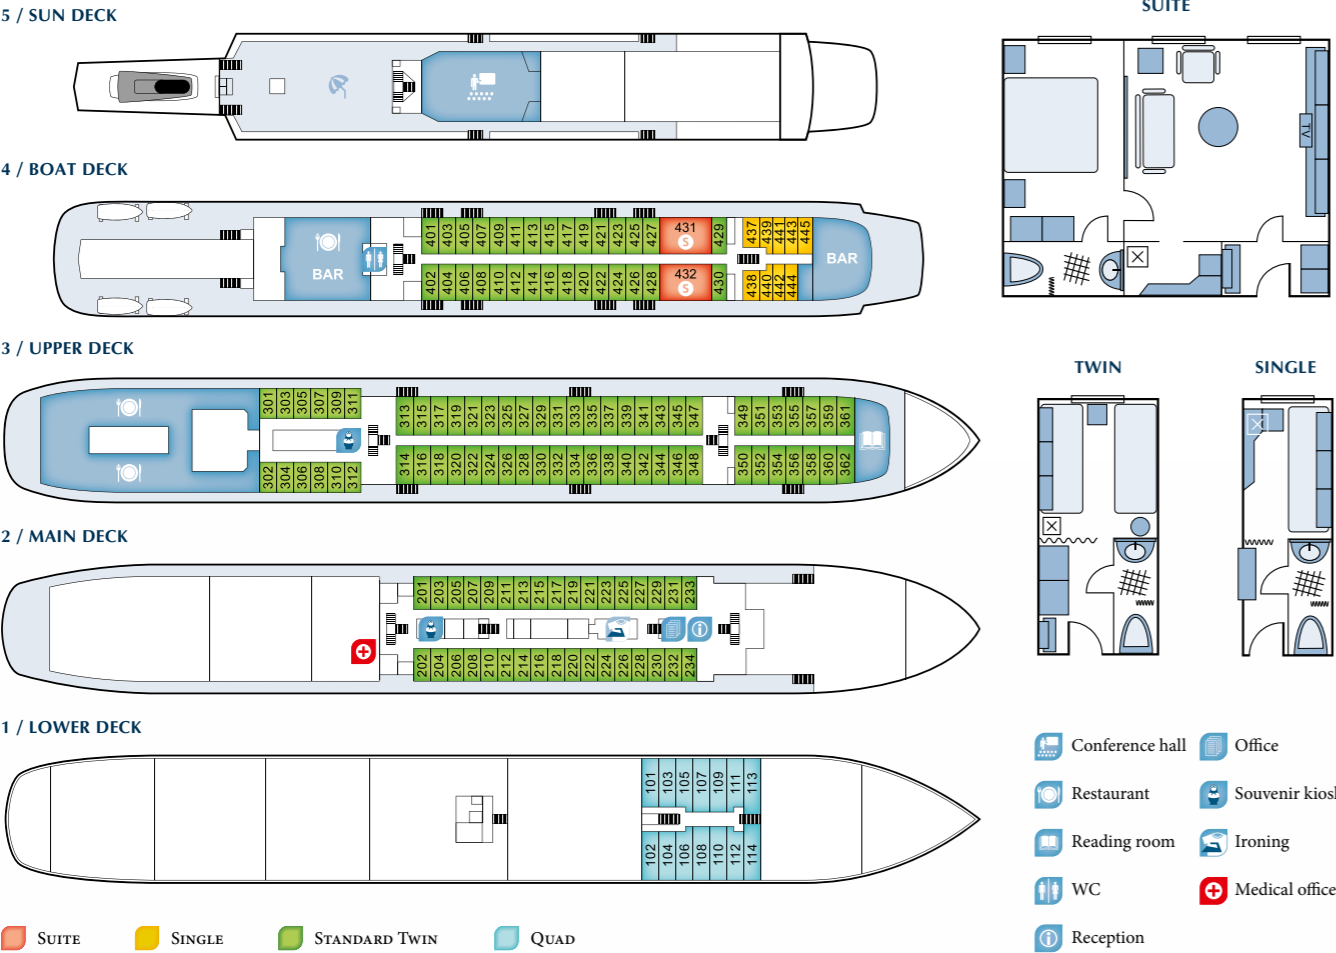 5 / SUN DECK
SUITE
TV
4 / BOAT DECK
401 403 405 407 409 411 413 415 417 419 421 423 425 427 431 429 437 439 441 443 445
S
BAR
BAR
402 404 406 408 410 412 414 416 418 420 422 424 426 428 432 430 438 440 442 444
S
3 / UPPER DECK
301 303 305 307 309 311 313 315 317 319 321 323 325 327 329 331 333 335 337 339 341 343 345 347 349 351 353 355 357 359 361
302 304 306 308 310 312 314 316 318 320 322 324 326 328 330 332 334 336 338 340 342 344 346 348 350 352 354 356 358 360 362
TWIN
SINGLE
2 / MAIN DECK
201 203 205 207 209 211 213 215 217 219 221 223 225 227 229 231 233
202 204 206 208 210 212 214 216 218 220 222 224 226 228 230 232 234
1 / LOWER DECK
101 103 105 107 109 111 113
102 104 106 108 110 112 114
Conference hall
Office
Restaurant
Souvenir kiosk
Reading room
Ironing
WC
Medical office
Reception
SUITE
SINGLE
STANDARD TWIN
QUAD